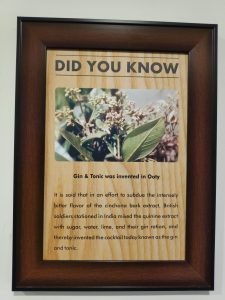 DID YOU KNOW
Gin & Tonic was invented in Ooty
It is said that in an effort to subdue the intensely
bitter flavor of the cinchona bark extract, British
soldiers stationed in India mixed the quinine extract
with sugar, water, lime, and their gin ration, and
thereby invented the cocktail today known as the gin
and tonic.